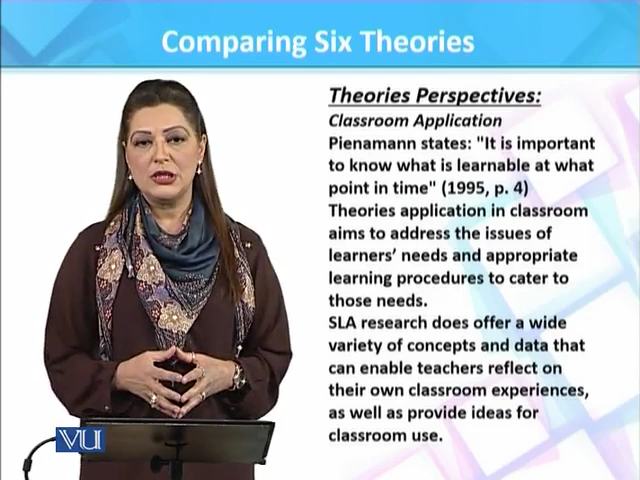 Comparing Six Theories
Theories Perspectives:
Classroom Application
Pienamann states: "It is important
to know what is learnable at what
point in time" (1995, p. 4)
Theories application in classroom
aims to address the issues of
learners’ needs and appropriate
learning procedures to cater to
those needs.
SLA research does offer a wide
variety of concepts and data that
can enable teachers reflect on
their own classroom experiences,
as well as provide ideas for
classroom use.
VU